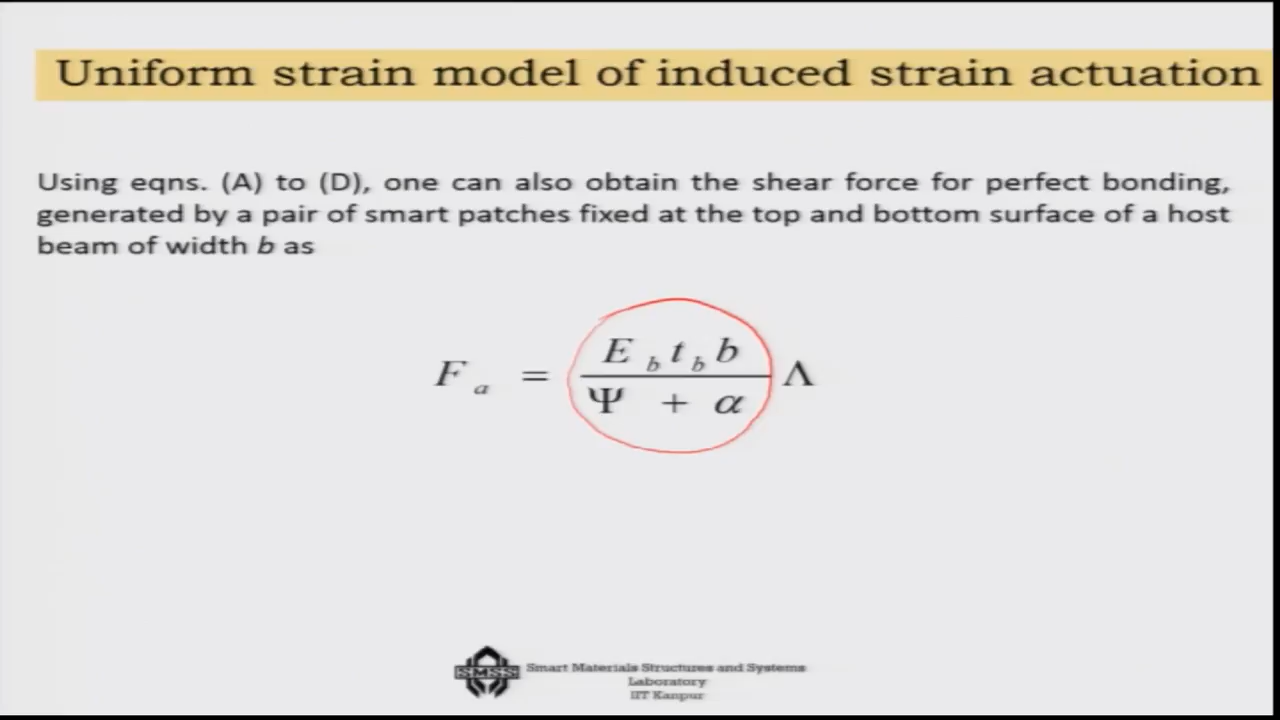 Uniform strain model of induced strain actuation
Using eqns. (A) to (D), one can also obtain the shear force for perfect bonding,
generated by a pair of smart patches fixed at the top and bottom surface of a host
beam of width b as
F a = E b t b b / Ψ + α Λ
SMSS
Smart Materials Structures and Systems
Laboratory
IIT Kanpur